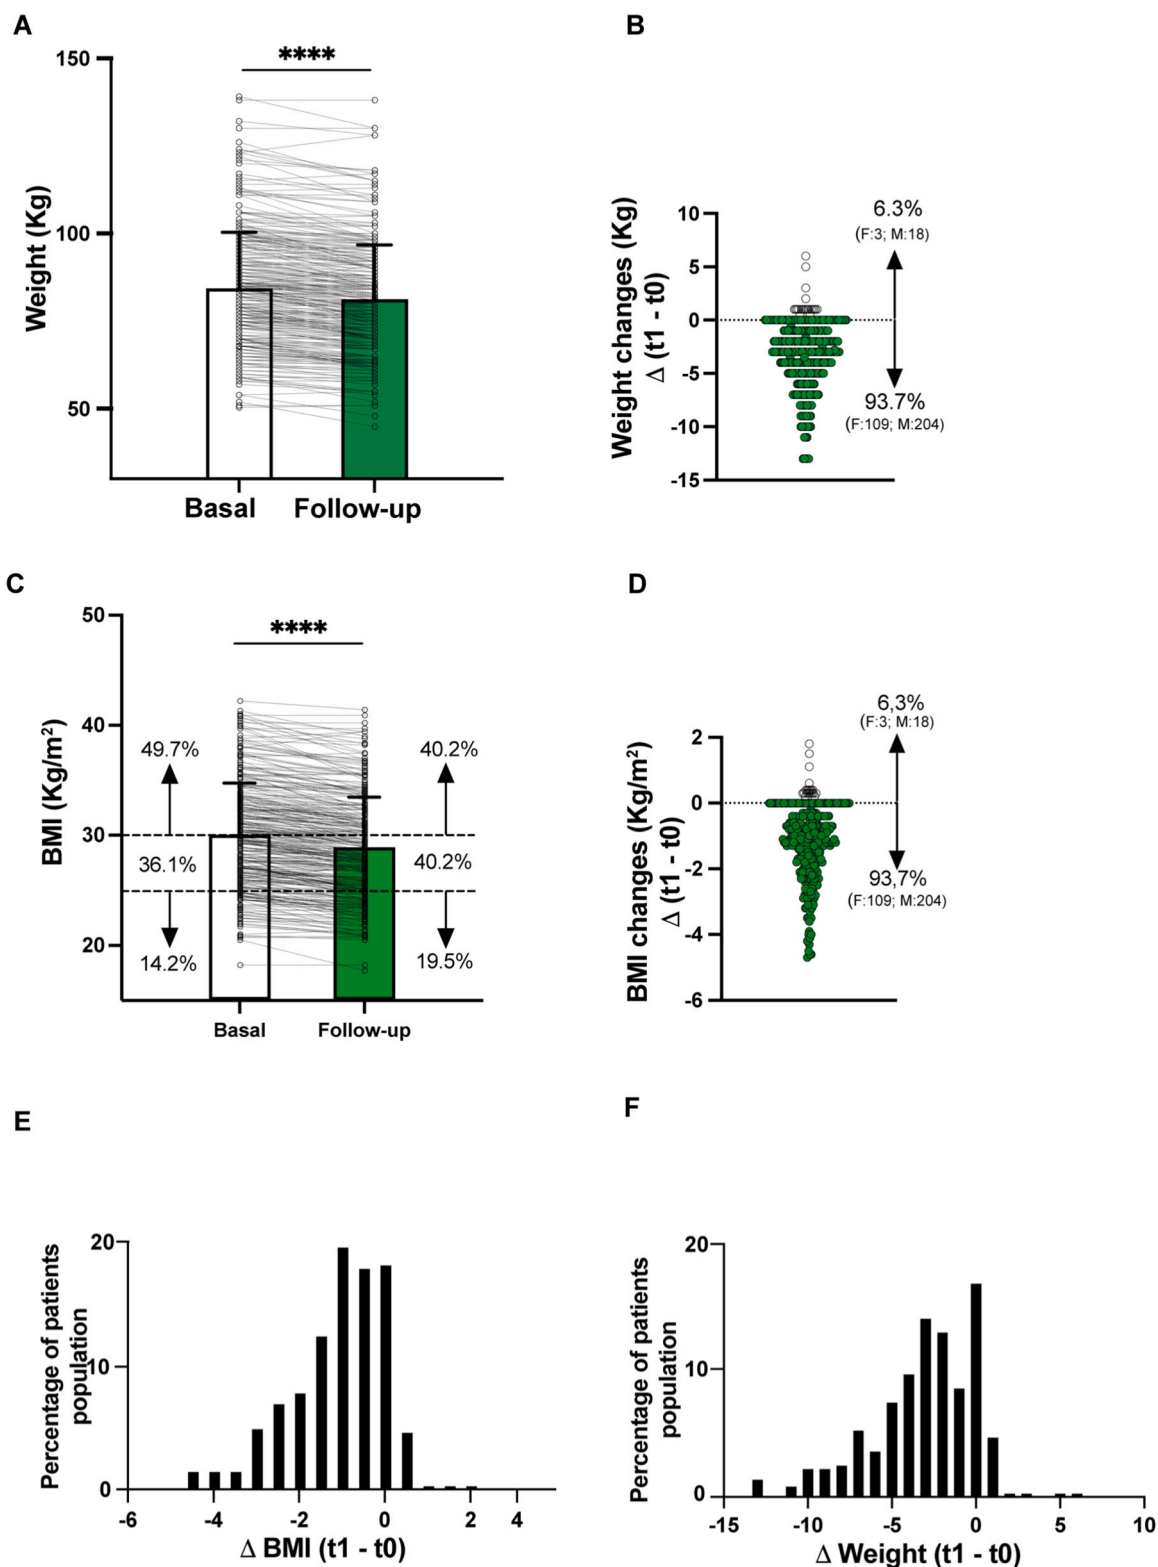 A
150
100
50
Weight (Kg)
****
Basal
Follow-up
B
10
5
0
-5
-10
-15
Weight changes (Kg)
Δ (t1 - t0)
6.3%
(F:3; M:18)
93.7%
(F:109; M:204)
C
50
40
30
20
BMI (Kg/m²)
****
49.7%
36.1%
14.2%
40.2%
40.2%
19.5%
Basal
Follow-up
D
2
0
-2
-4
-6
BMI changes (Kg/m²)
Δ (t1 - t0)
6,3%
(F:3; M:18)
93,7%
(F:109; M:204)
E
20
10
0
Percentage of patients
population
-6 -4 -2 0 2 4
Δ BMI (t1 - t0)
F
20
10
0
Percentage of patients
population
-15 -10 -5 0 5 10
Δ Weight (t1 - t0)